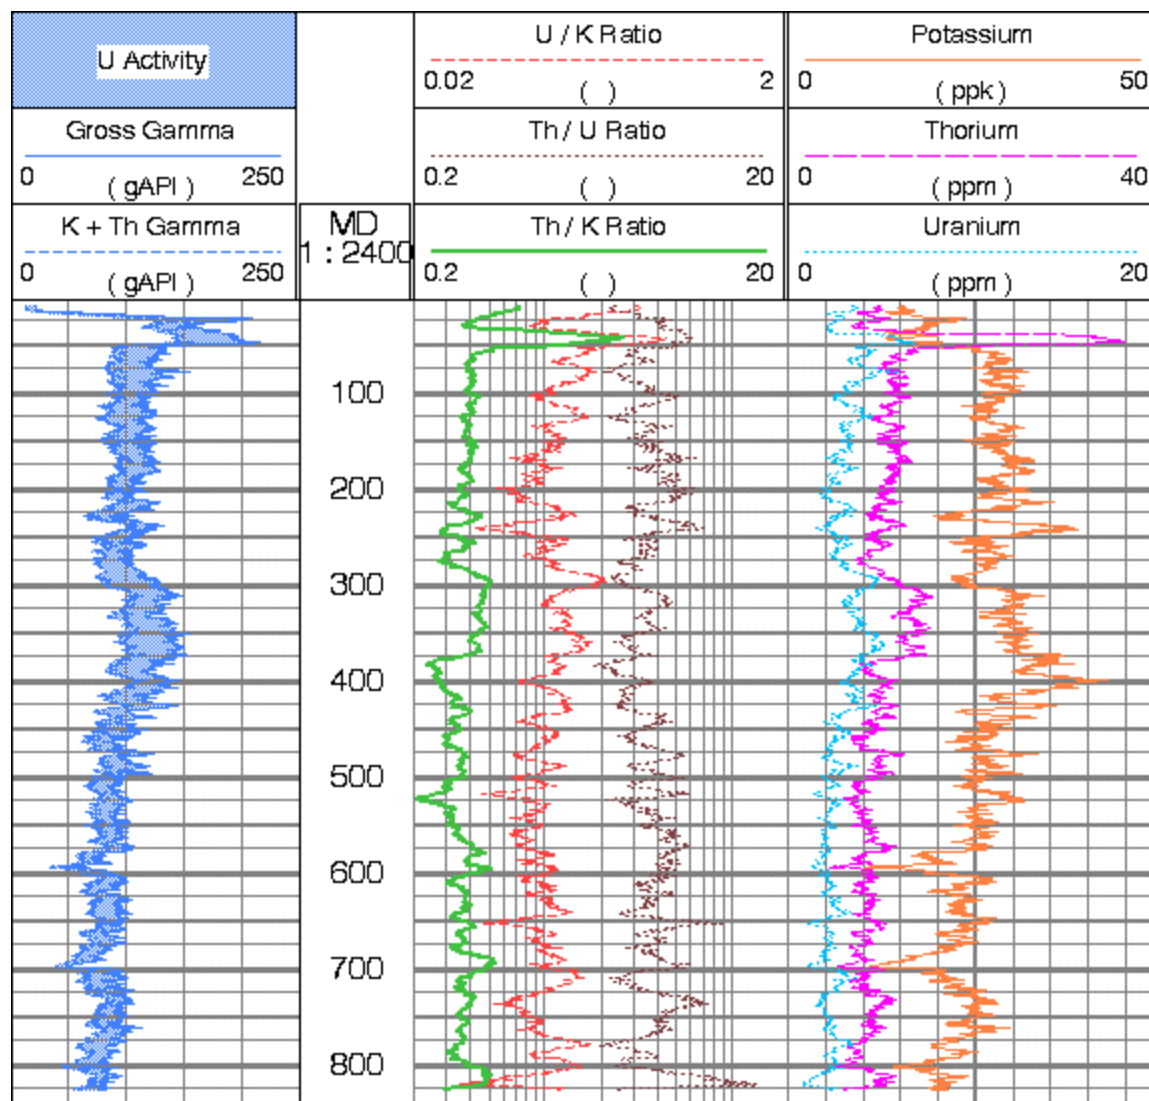 U Activity
Gross Gamma
0 250
( gAPI )
K + Th Gamma
0 250
( gAPI )
MD
1 : 2400
U / K Ratio
0.02 2
( )
Th / U Ratio
0.2 20
( )
Th / K Ratio
0.2 20
( )
Potassium
0 50
( ppk )
Thorium
0 40
( ppm )
Uranium
0 20
( ppm )
100
200
300
400
500
600
700
800